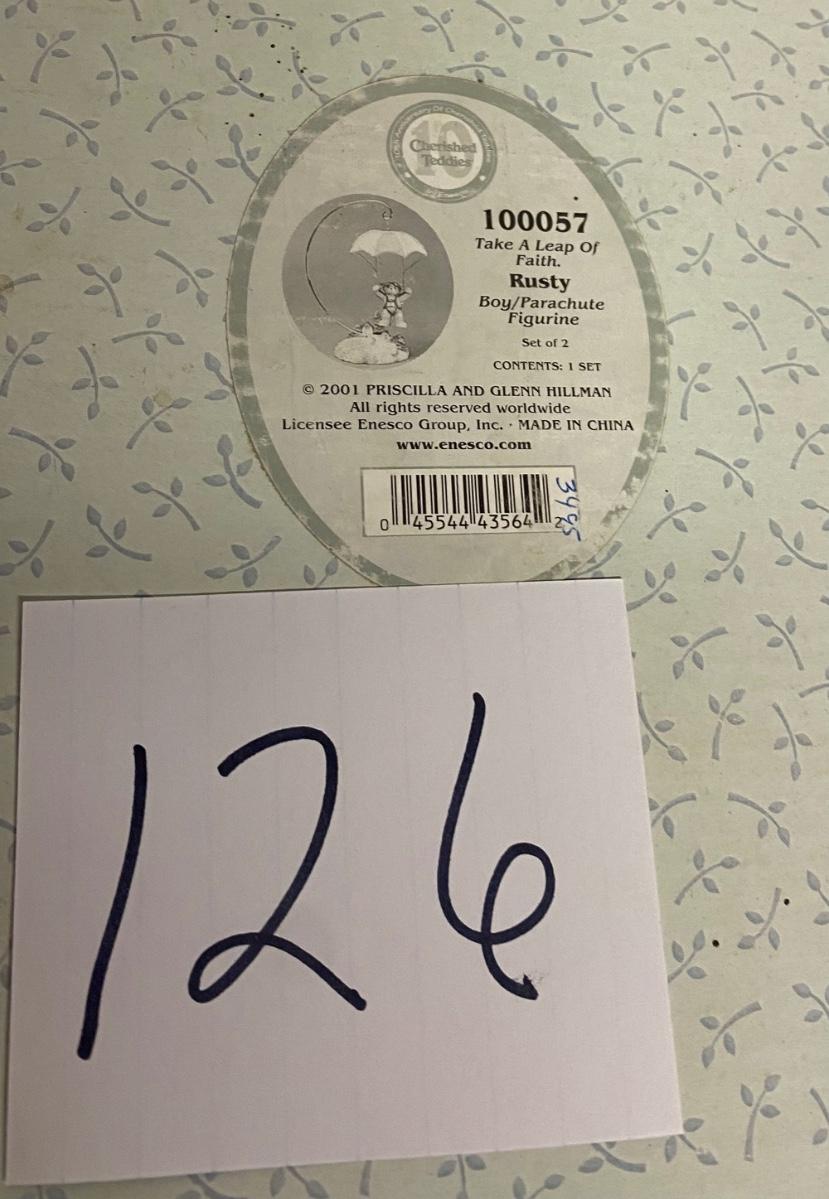 10
Cherished
Teddies
100057
Take A Leap Of
Faith.
Rusty
Boy/Parachute
Figurine
Set of 2
CONTENTS: 1 SET
© 2001 PRISCILLA AND GLENN HILLMAN
All rights reserved worldwide
Licensee Enesco Group, Inc. · MADE IN CHINA
www.enesco.com
0 45544 43564 2
3495
126